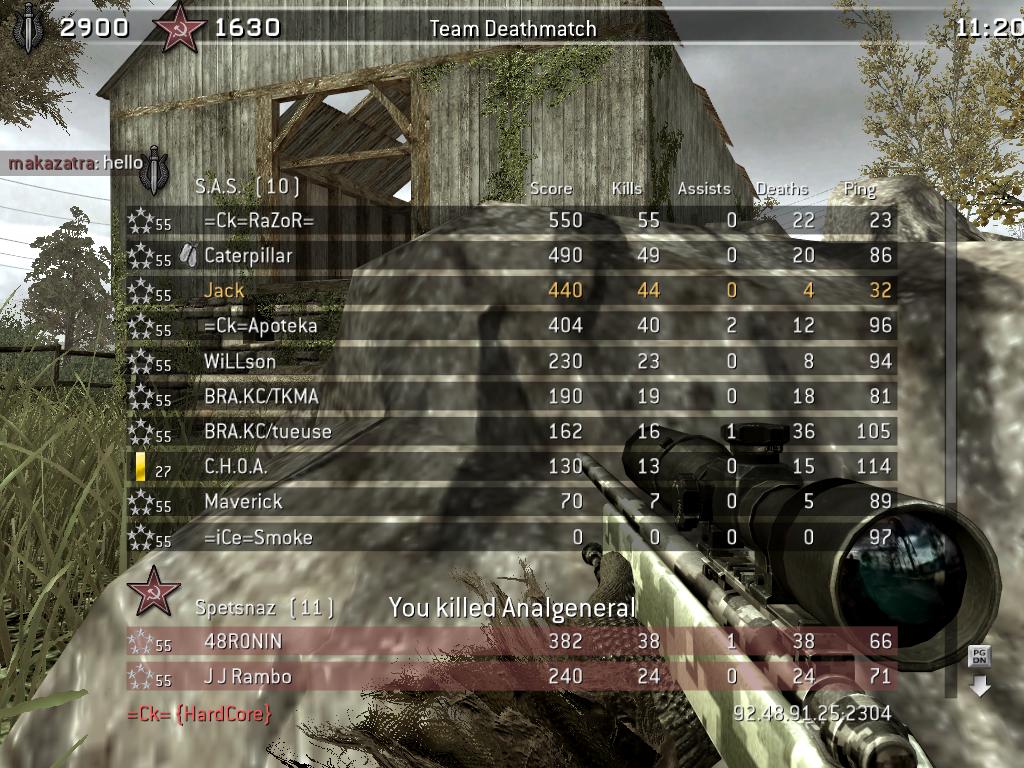 2900 1630 Team Deathmatch 11:20
makazatra: hello
S.A.S. [ 10 ] Score Kills Assists Deaths Ping
55 =Ck=RaZoR= 550 55 0 22 23
55 Caterpillar 490 49 0 20 86
55 Jack 440 44 0 4 32
55 =Ck=Apoteka 404 40 2 12 96
55 WiLLson 230 23 0 8 94
55 BRA.KC/TKMA 190 19 0 18 81
55 BRA.KC/tueuse 162 16 1 36 105
27 C.H.O.A. 130 13 0 15 114
55 Maverick 70 7 0 5 89
55 =iCe=Smoke 0 0 0 0 97
Spetsnaz [ 11 ] You killed Analgeneral
55 48RONIN 382 38 1 38 66
55 JJ Rambo 240 24 0 24 71
PG DN
=Ck= {HardCore} 92.48.91.25:2304